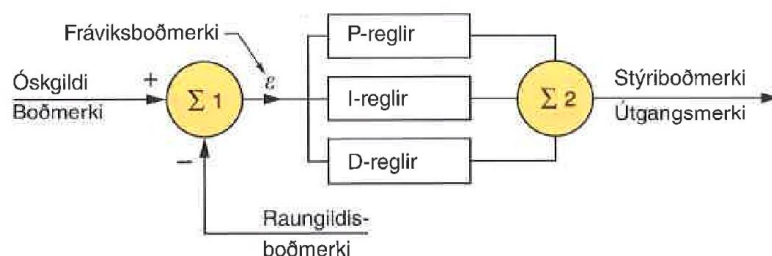 Fráviksboðmerki
P-reglir
Óskgildi
Boðmerki
+
Σ 1
ε
I-reglir
Σ 2
Stýriboðmerki
Útgangsmerki
−
D-reglir
Raungildis-
boðmerki